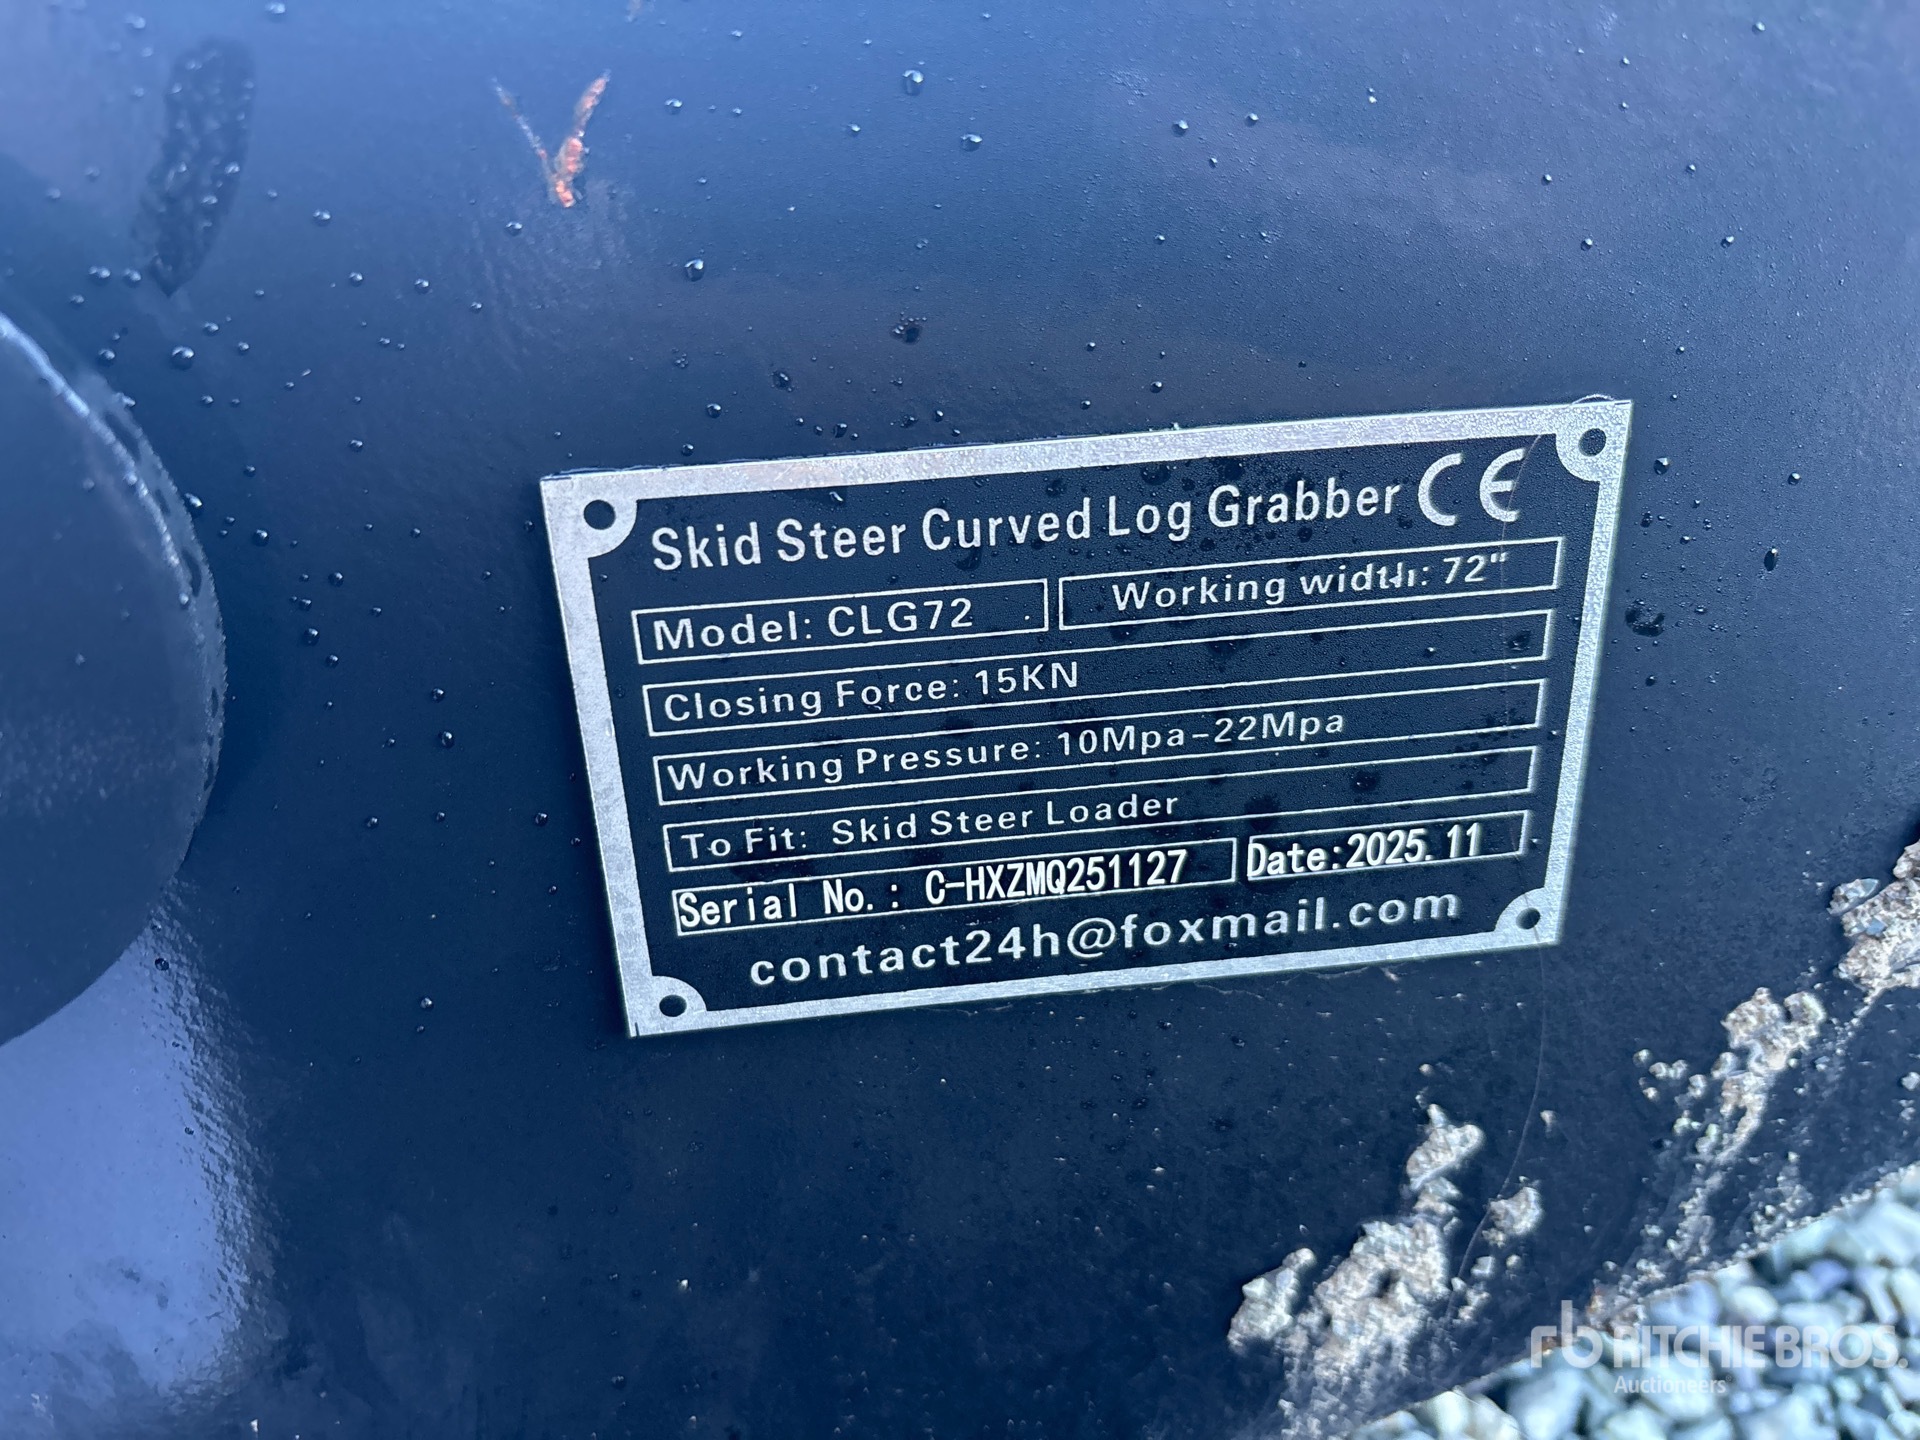 Skid Steer Curved Log Grabber CE
Model: CLG72
Working width: 72"
Closing Force: 15KN
Working Pressure: 10Mpa-22Mpa
To Fit: Skid Steer Loader
Serial No.: C-HXZMQ251127
Date:2025.11
contact24h@foxmail.com
rb RITCHIE BROS.
Auctioneers